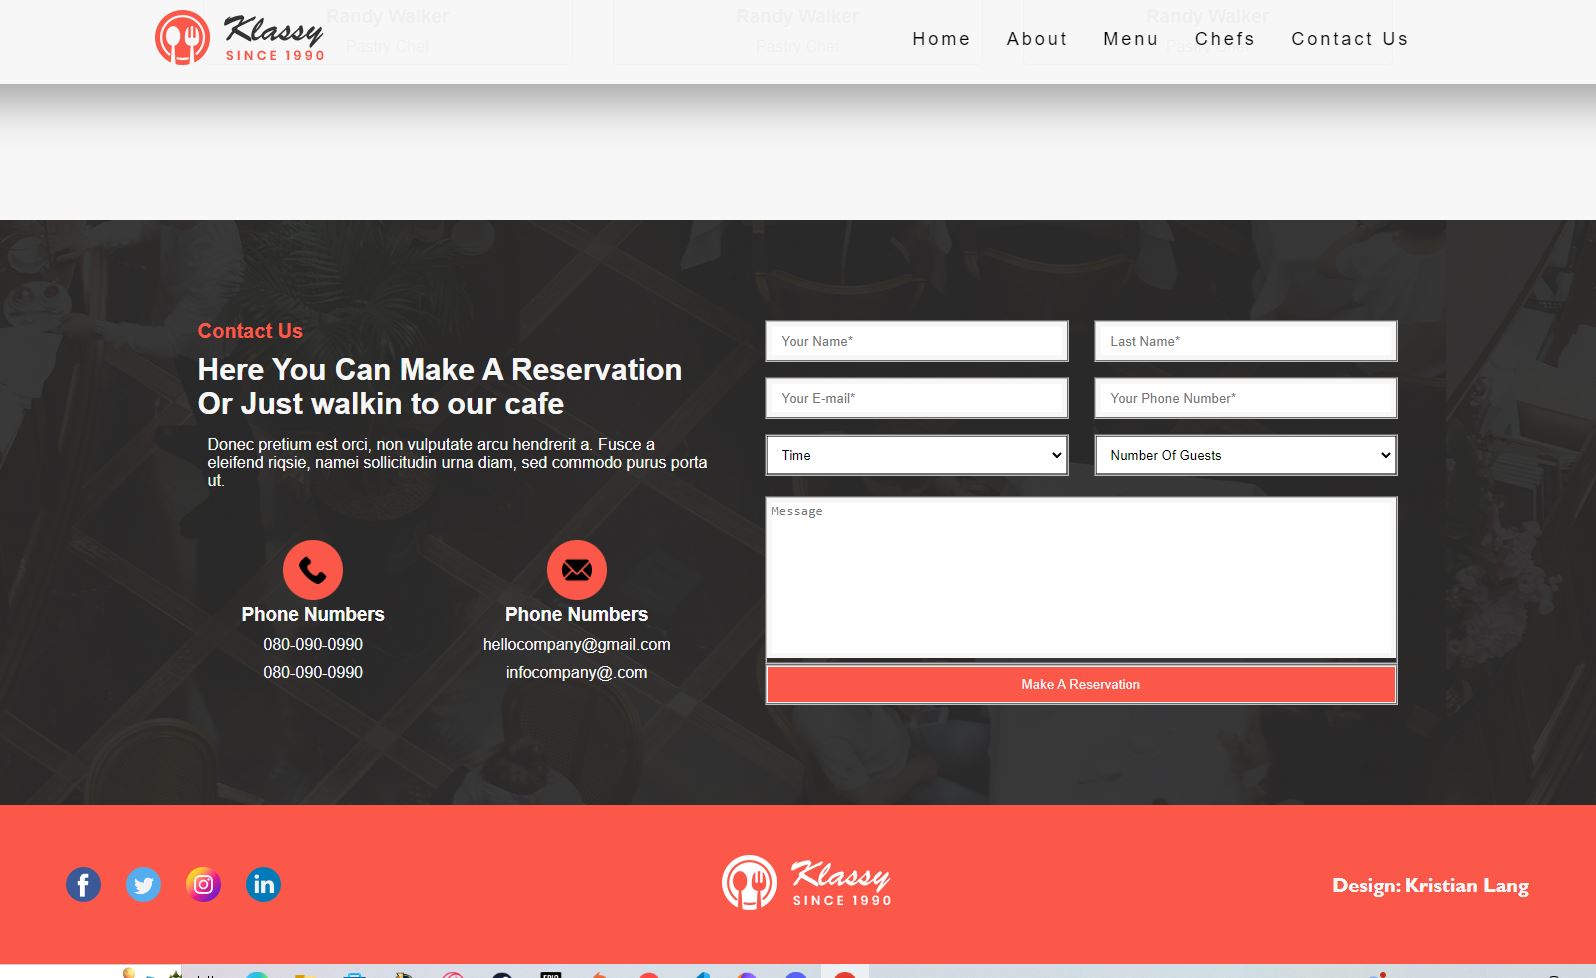 Randy Walker
Randy Walker
Randy Walker
Pastry Chef
Pastry Chef
Klassy
SINCE 1990
Home
About
Menu
Chefs
Contact Us
Contact Us
Here You Can Make A Reservation
Or Just walkin to our cafe
Donec pretium est orci, non vulputate arcu hendrerit a. Fusce a
eleifend riqsie, namei sollicitudin urna diam, sed commodo purus porta
ut.
Phone Numbers
080-090-0990
080-090-0990
Phone Numbers
hellocompany@gmail.com
infocompany@.com
Your Name*
Last Name*
Your E-mail*
Your Phone Number*
Time
Number Of Guests
Message
Make A Reservation
Klassy
SINCE 1990
Design: Kristian Lang